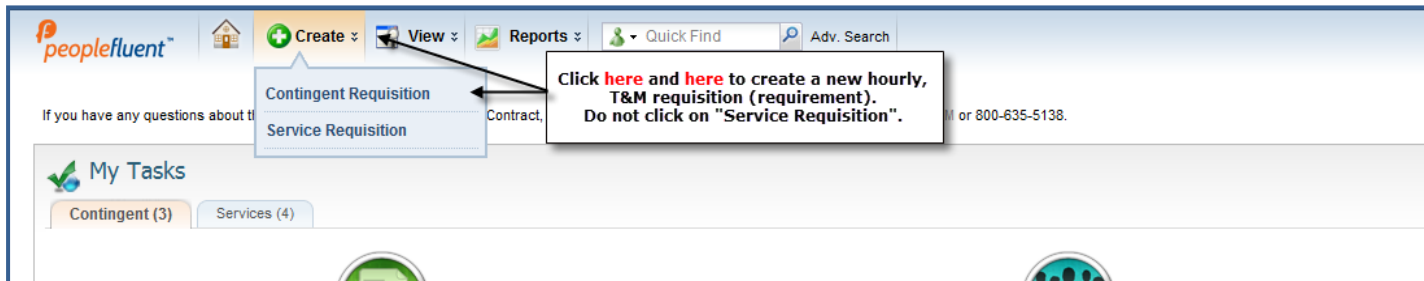 peoplefluent™
Create
View
Reports
Quick Find
Adv. Search
Contingent Requisition
Service Requisition
Click here and here to create a new hourly,
T&M requisition (requirement).
Do not click on "Service Requisition".
If you have any questions about Contract, or 800-635-5138.
My Tasks
Contingent (3)
Services (4)